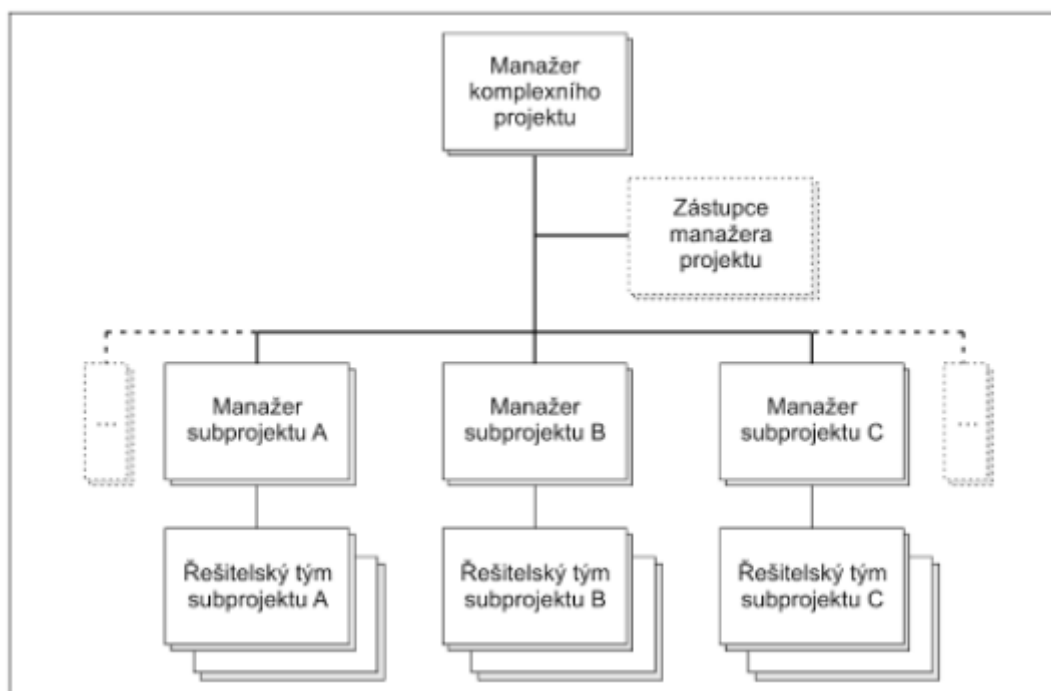 Manažer
komplexního
projektu
Zástupce
manažera
projektu
...
Manažer
subprojektu A
Manažer
subprojektu B
Manažer
subprojektu C
...
Řešitelský tým
subprojektu A
Řešitelský tým
subprojektu B
Řešitelský tým
subprojektu C